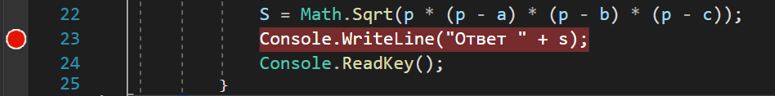 22 S = Math.Sqrt(p * (p - a) * (p - b) * (p - c));
23 Console.WriteLine("Ответ " + s);
24 Console.ReadKey();
25 }